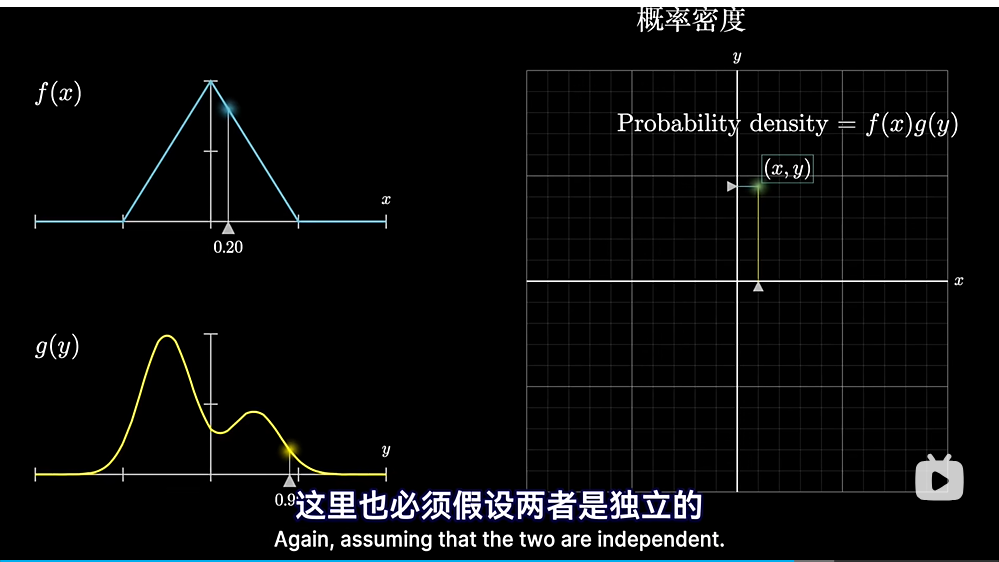 概率密度
f(x)
y
Probability density = f(x)g(y)
(x, y)
x
0.20
x
g(y)
y
0.9
这里也必须假设两者是独立的
Again, assuming that the two are independent.